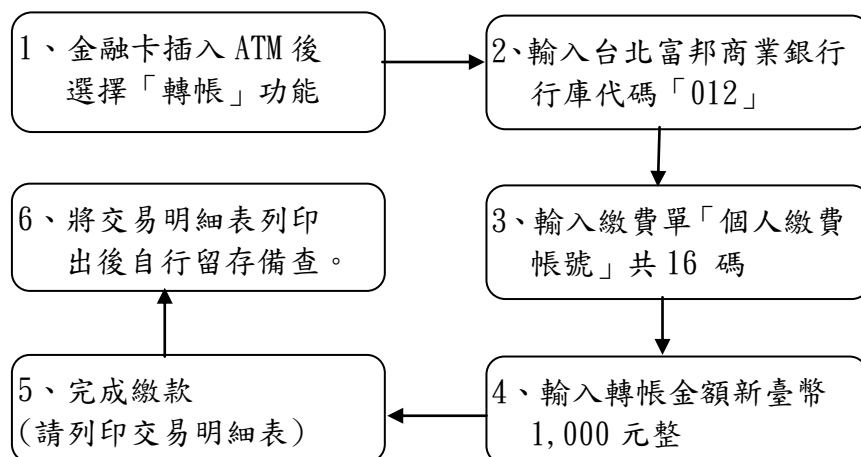 1、金融卡插入 ATM 後
選擇「轉帳」功能
2、輸入台北富邦商業銀行
行庫代碼「012」
3、輸入繳費單「個人繳費
帳號」共 16 碼
4、輸入轉帳金額新臺幣
1,000 元整
5、完成繳款
(請列印交易明細表)
6、將交易明細表列印
出後自行留存備查。